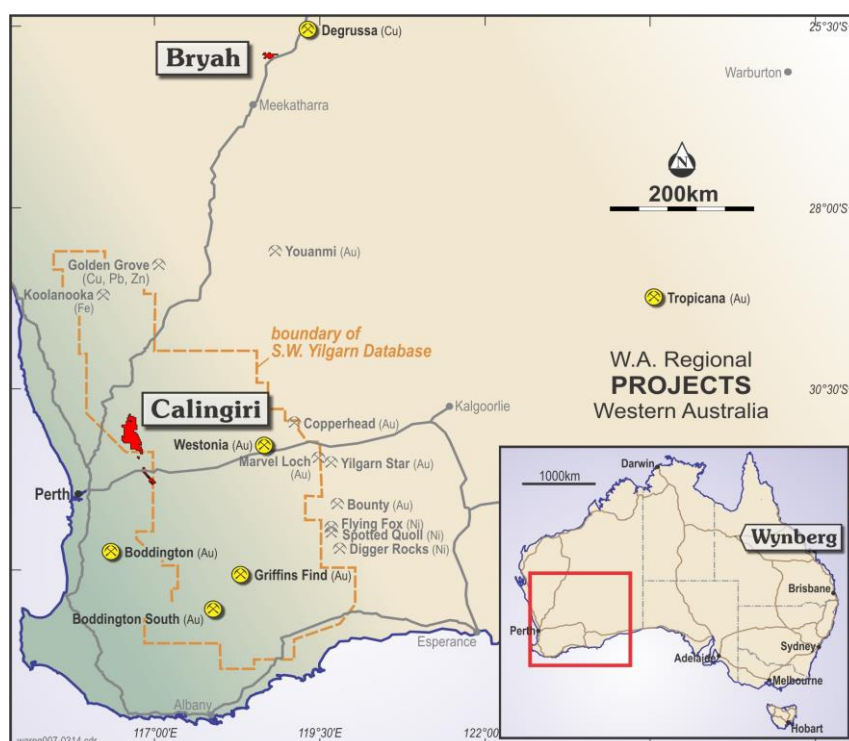 Degrussa (Cu)
25°30'S
Bryah
Warburton
Meekatharra
N
200km
28°00'S
Youanmi (Au)
Golden Grove
(Cu, Pb, Zn)
Koolanooka
(Fe)
Tropicana (Au)
boundary of
S.W. Yilgarn Database
W.A. Regional
PROJECTS
Western Australia
30°30'S
Calingiri
Kalgoorlie
Copperhead (Au)
Westonia (Au)
Marvel Loch
(Au)
Yilgarn Star (Au)
Perth
Bounty (Au)
Flying Fox (Ni)
Spotted Quoll (Ni)
Digger Rocks (Ni)
Boddington (Au)
Griffins Find (Au)
Boddington South (Au)
Esperance
Albany
1000km
Darwin
Wynberg
Brisbane
Perth
Sydney
Adelaide
Melbourne
Hobart
117°00'E
119°30'E
122°00'E